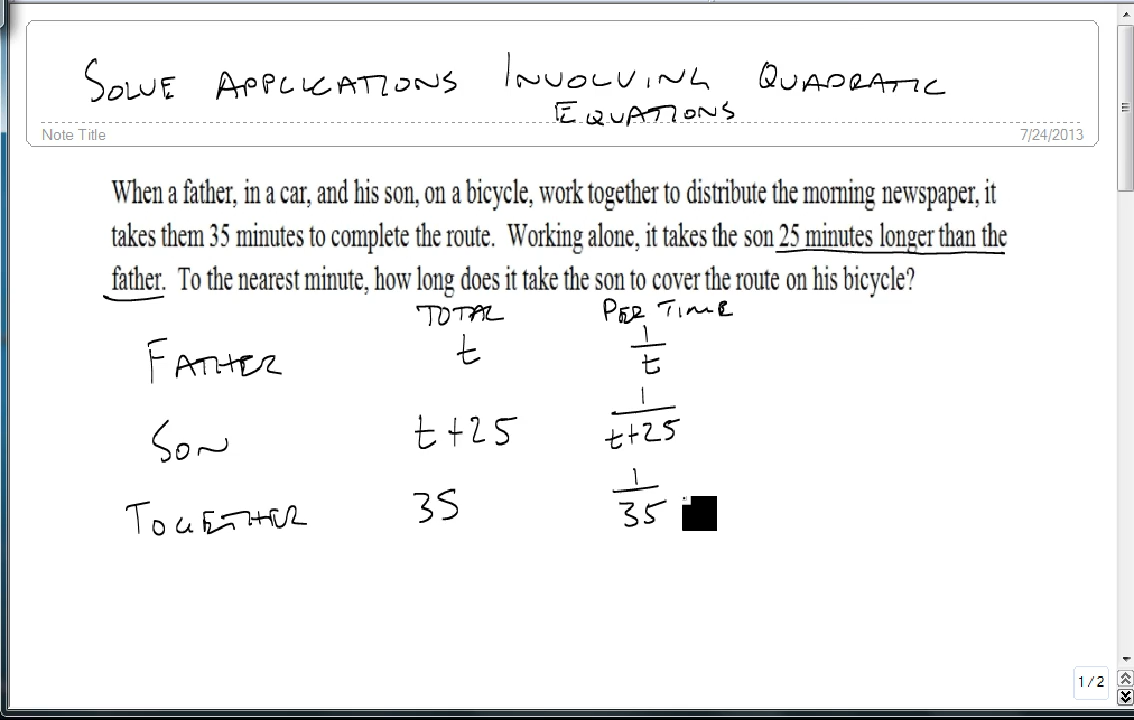 SOLVE APPLICATIONS INVOLVING QUADRATIC
EQUATIONS
Note Title
7/24/2013
When a father, in a car, and his son, on a bicycle, work together to distribute the morning newspaper, it
takes them 35 minutes to complete the route. Working alone, it takes the son 25 minutes longer than the
father. To the nearest minute, how long does it take the son to cover the route on his bicycle?
TOTAL PER TIME
FATHER t 1/t
SON t+25 1/(t+25)
TOGETHER 35 1/35
1/2